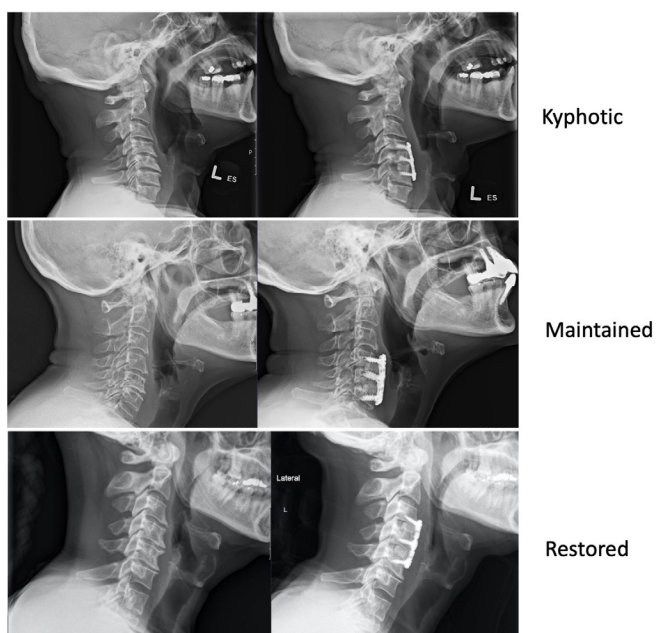 P
L ES
L ES
Kyphotic
Maintained
Lateral
L
Restored